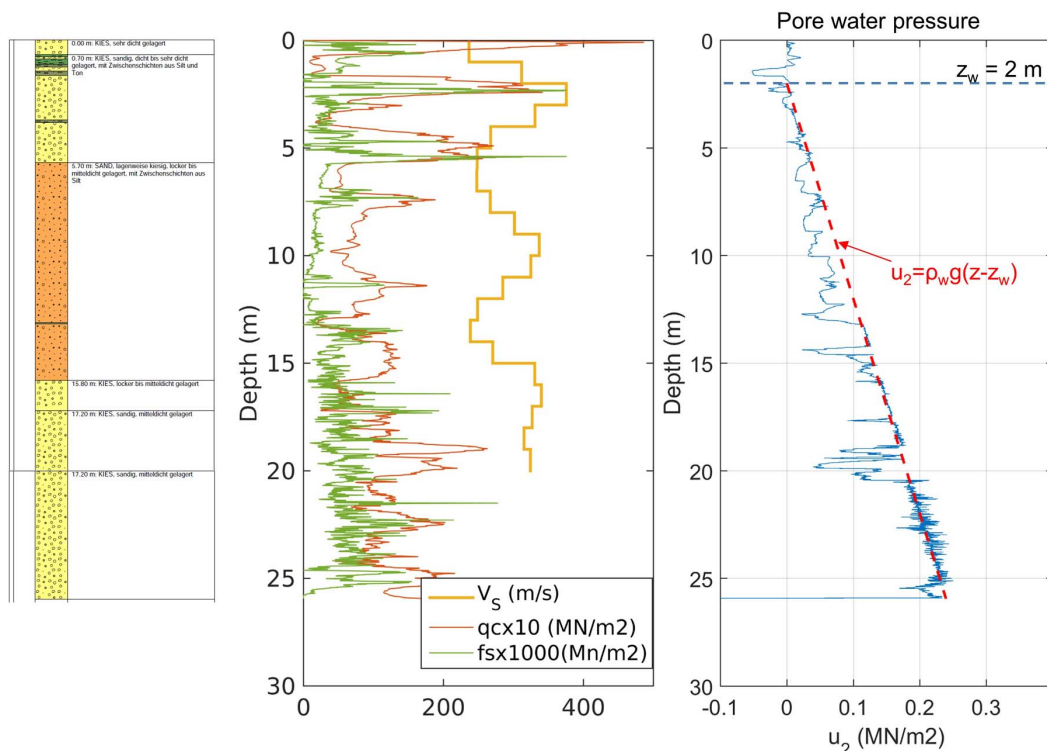 0.00 m: KIES, sehr dicht gelagert
0.70 m: KIES, sandig, dicht bis sehr dicht
gelagert, mit Zwischenschichten aus Silt und
Ton
5.70 m: SAND, lagenweise kiesig, locker bis
mitteldicht gelagert, mit Zwischenschichten aus
Silt
15.80 m: KIES, locker bis mitteldicht gelagert
17.20 m: KIES, sandig, mitteldicht gelagert
17.20 m: KIES, sandig, mitteldicht gelagert
0
5
10
15
20
25
30
Depth (m)
0
200
400
V_S (m/s)
qcx10 (MN/m2)
fsx1000(Mn/m2)
Pore water pressure
z_w = 2 m
u_2=ρ_wg(z-z_w)
0
5
10
15
20
25
30
Depth (m)
-0.1
0
0.1
0.2
0.3
u_2 (MN/m2)